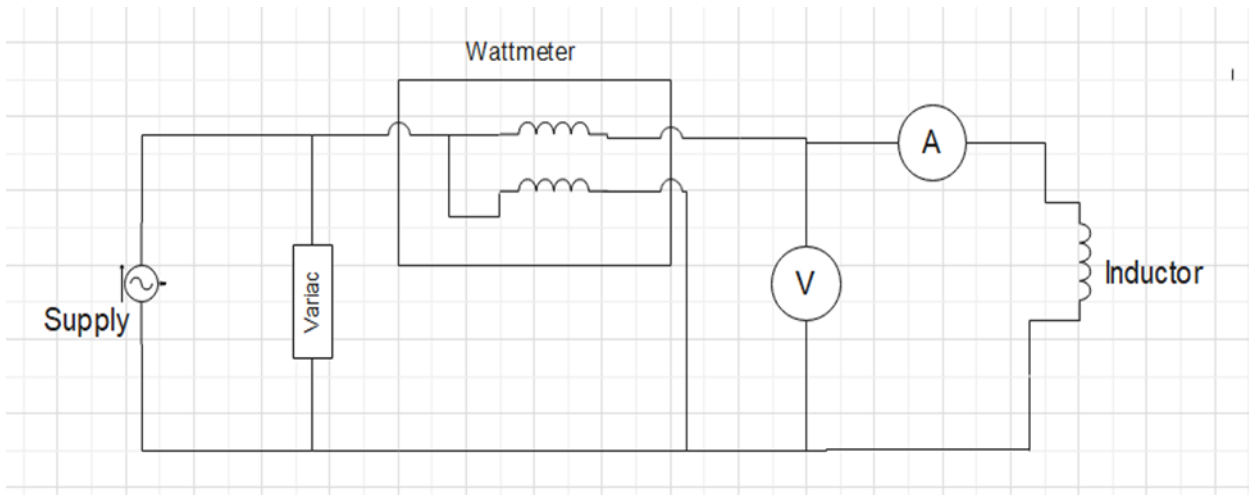 Wattmeter
A
Variac
V
Inductor
Supply